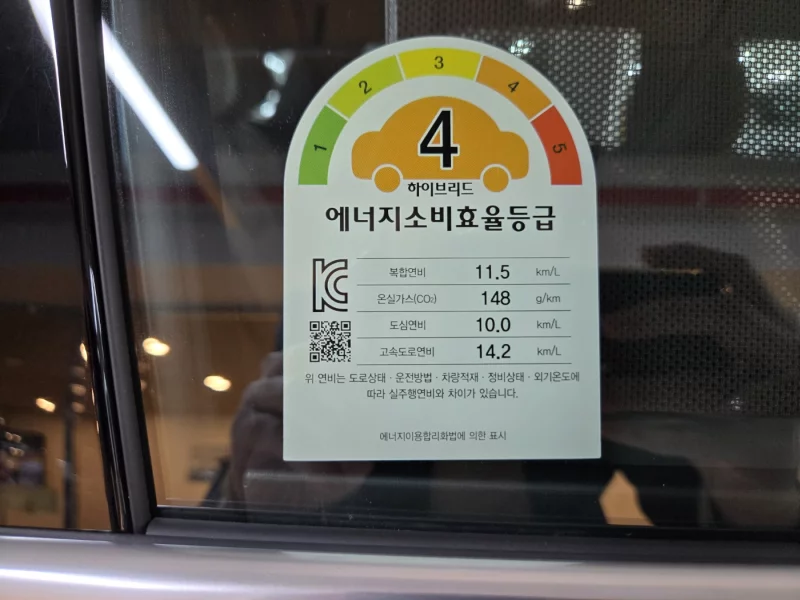 1 2 3 4 5
4
하이브리드
에너지소비효율등급
복합연비 11.5 km/L
온실가스(CO₂) 148 g/km
도심연비 10.0 km/L
고속도로연비 14.2 km/L
위 연비는 도로상태 · 운전방법 · 차량적재 · 정비상태 · 외기온도에
따라 실주행연비와 차이가 있습니다.
에너지이용합리화법에 의한 표시